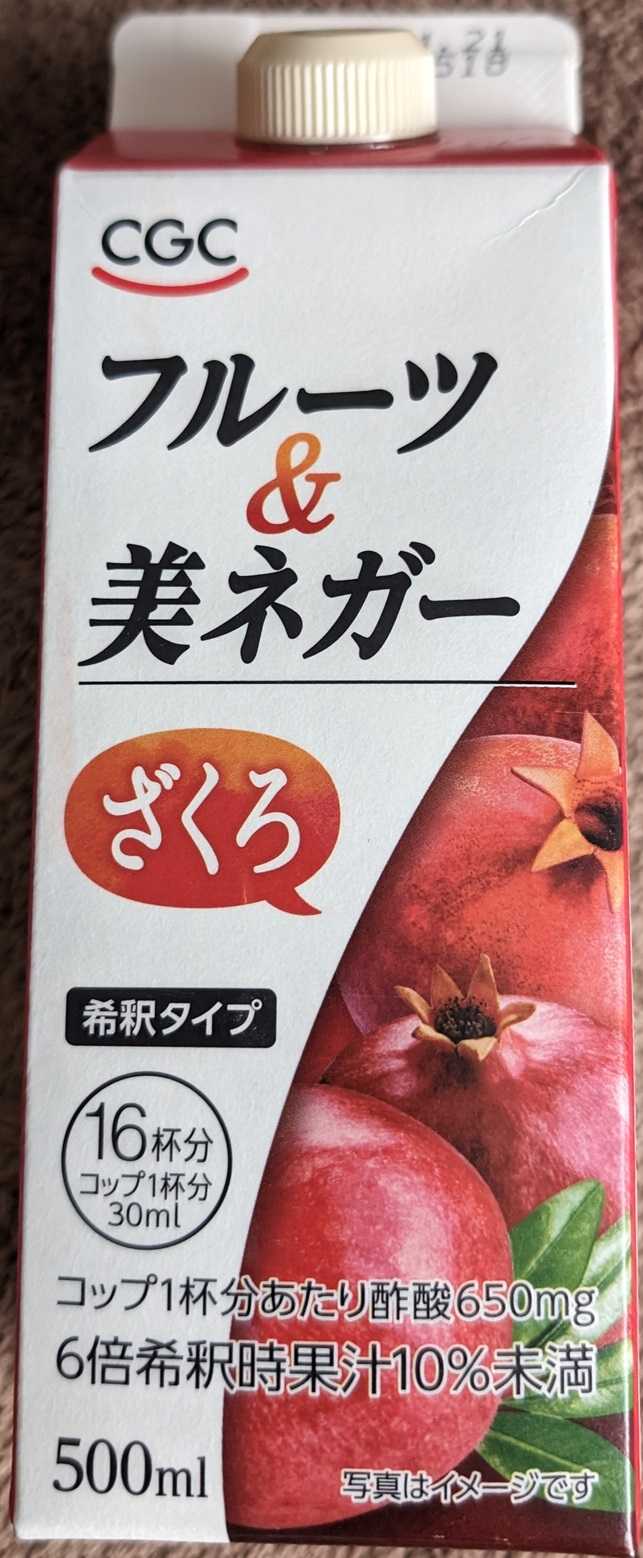 CGC
フルーツ
&
美ネガー
ざくろ
希釈タイプ
16杯分
コップ1杯分
30ml
コップ1杯分あたり酢酸650mg
6倍希釈時果汁10%未満
500ml
写真はイメージです